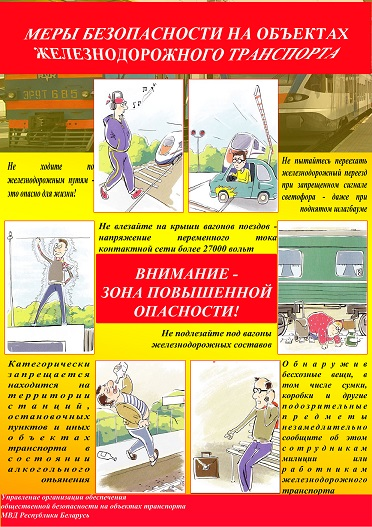 МЕРЫ БЕЗОПАСНОСТИ НА ОБЪЕКТАХ
ЖЕЛЕЗНОДОРОЖНОГО ТРАНСПОРТА
Не ходите по
железнодорожным путям -
это опасно для жизни!
Не пытайтесь переехать
железнодорожный переезд
при запрещенном сигнале
светофора - даже при
поднятом шлагбауме
Не влезайте на крыши вагонов поездов -
напряжение переменного тока
контактной сети более 27000 вольт
ВНИМАНИЕ -
ЗОНА ПОВЫШЕННОЙ
ОПАСНОСТИ!
Не подлезайте под вагоны
железнодорожных составов
Категорически
запрещается
находится на
территории
станций,
остановочных
пунктов и иных
объектах
транспорта в
состоянии
алкогольного
опьянения
Обнаружив
бесхозные вещи, в
том числе сумки,
коробки и другие
подозрительные
предметы
незамедлительно
сообщите об этом
сотрудникам
милиции или
работникам
железнодорожного
транспорта
Управление организации обеспечения
общественной безопасности на объектах транспорта
МВД Республики Беларусь